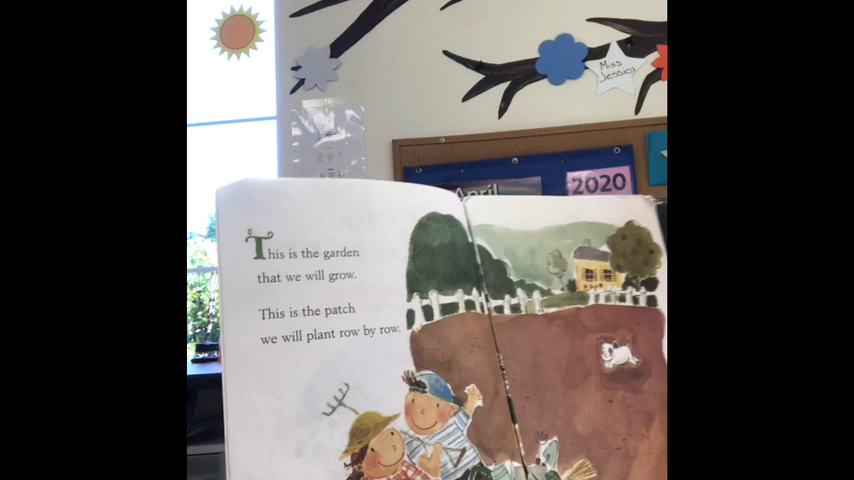 Miss
Jessica
April
2020
This is the garden
that we will grow.
This is the patch
we will plant row by row.